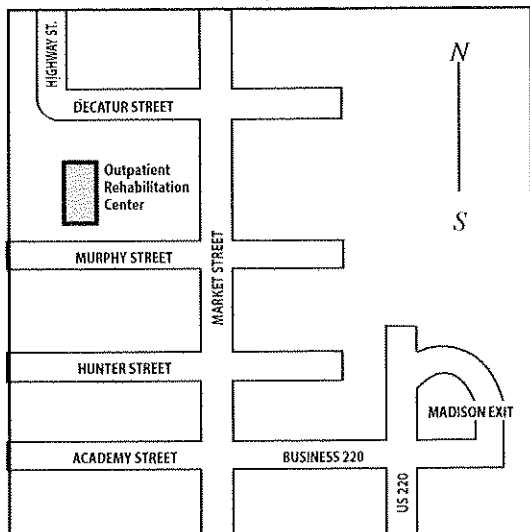 HIGHWAY ST.
N
DECATUR STREET
Outpatient
Rehabilitation
Center
S
MURPHY STREET
MARKET STREET
HUNTER STREET
MADISON EXIT
ACADEMY STREET
BUSINESS 220
US 220